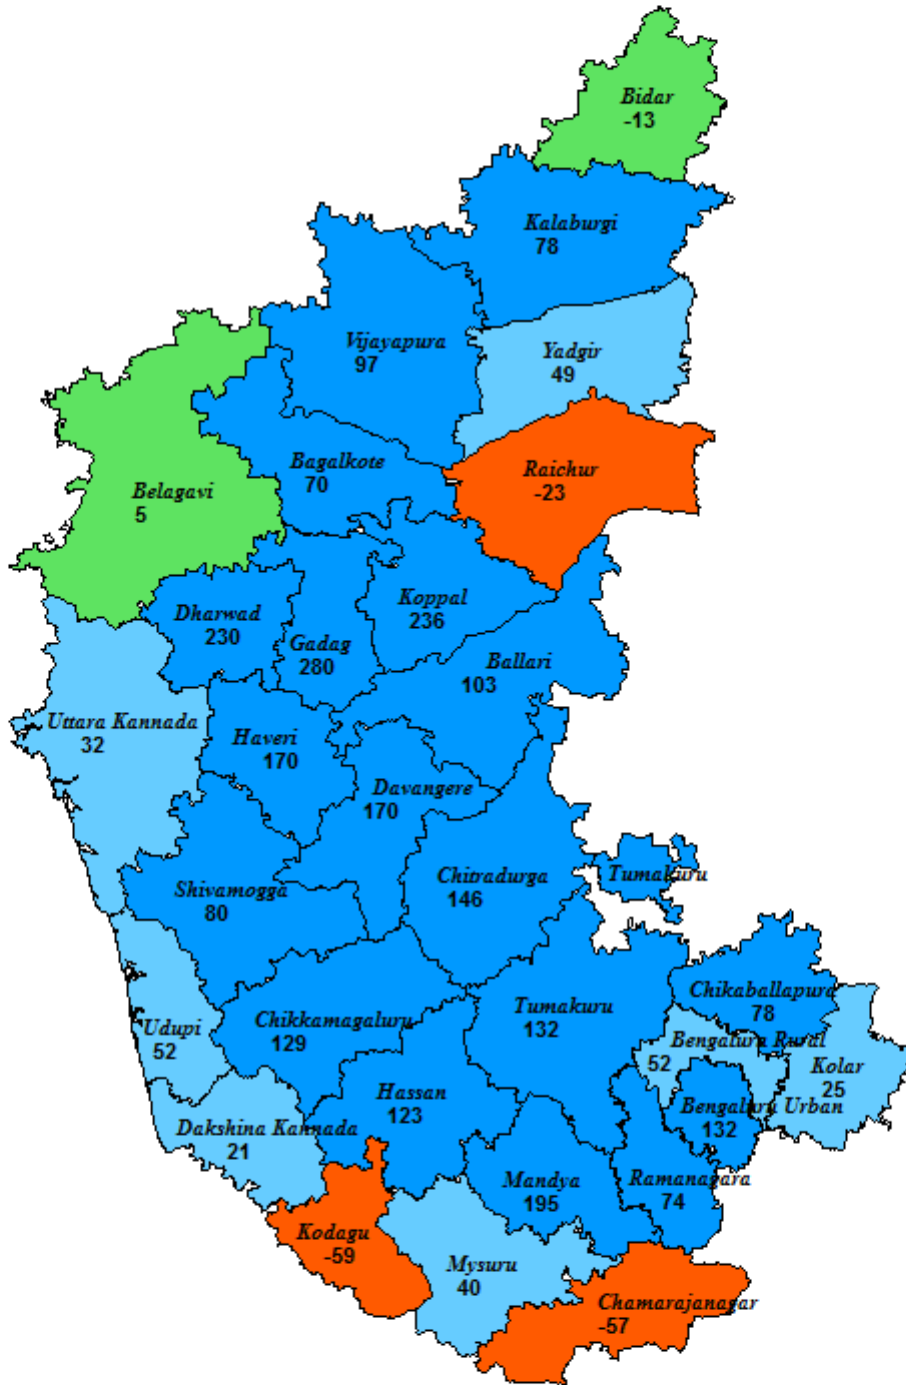 Bidar
-13
Kalaburgi
78
Vijayapura
97
Yadgir
49
Bagalkote
70
Raichur
-23
Belagavi
5
Dharwad
230
Gadag
280
Koppal
236
Ballari
103
Uttara Kannada
32
Haveri
170
Davangere
170
Shivamogga
80
Chitradurga
146
Tumakuru
Chikkamagaluru
129
Tumakuru
132
Chikaballapura
78
Udupi
52
Bengaluru Rural
52
Kolar
25
Hassan
123
Bengaluru Urban
132
Dakshina Kannada
21
Mandya
195
Ramanagara
74
Kodagu
-59
Mysuru
40
Chamarajanagar
-57